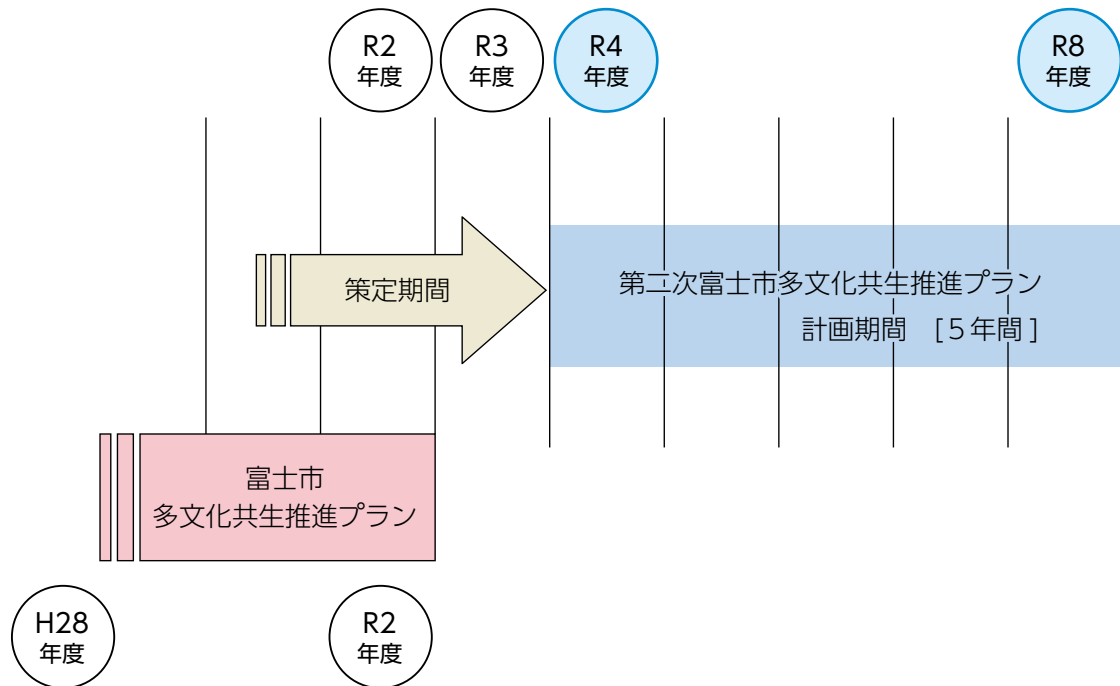 R2
年度
R3
年度
R4
年度
R8
年度
策定期間
第二次富士市多文化共生推進プラン
計画期間 [5年間]
富士市
多文化共生推進プラン
H28
年度
R2
年度